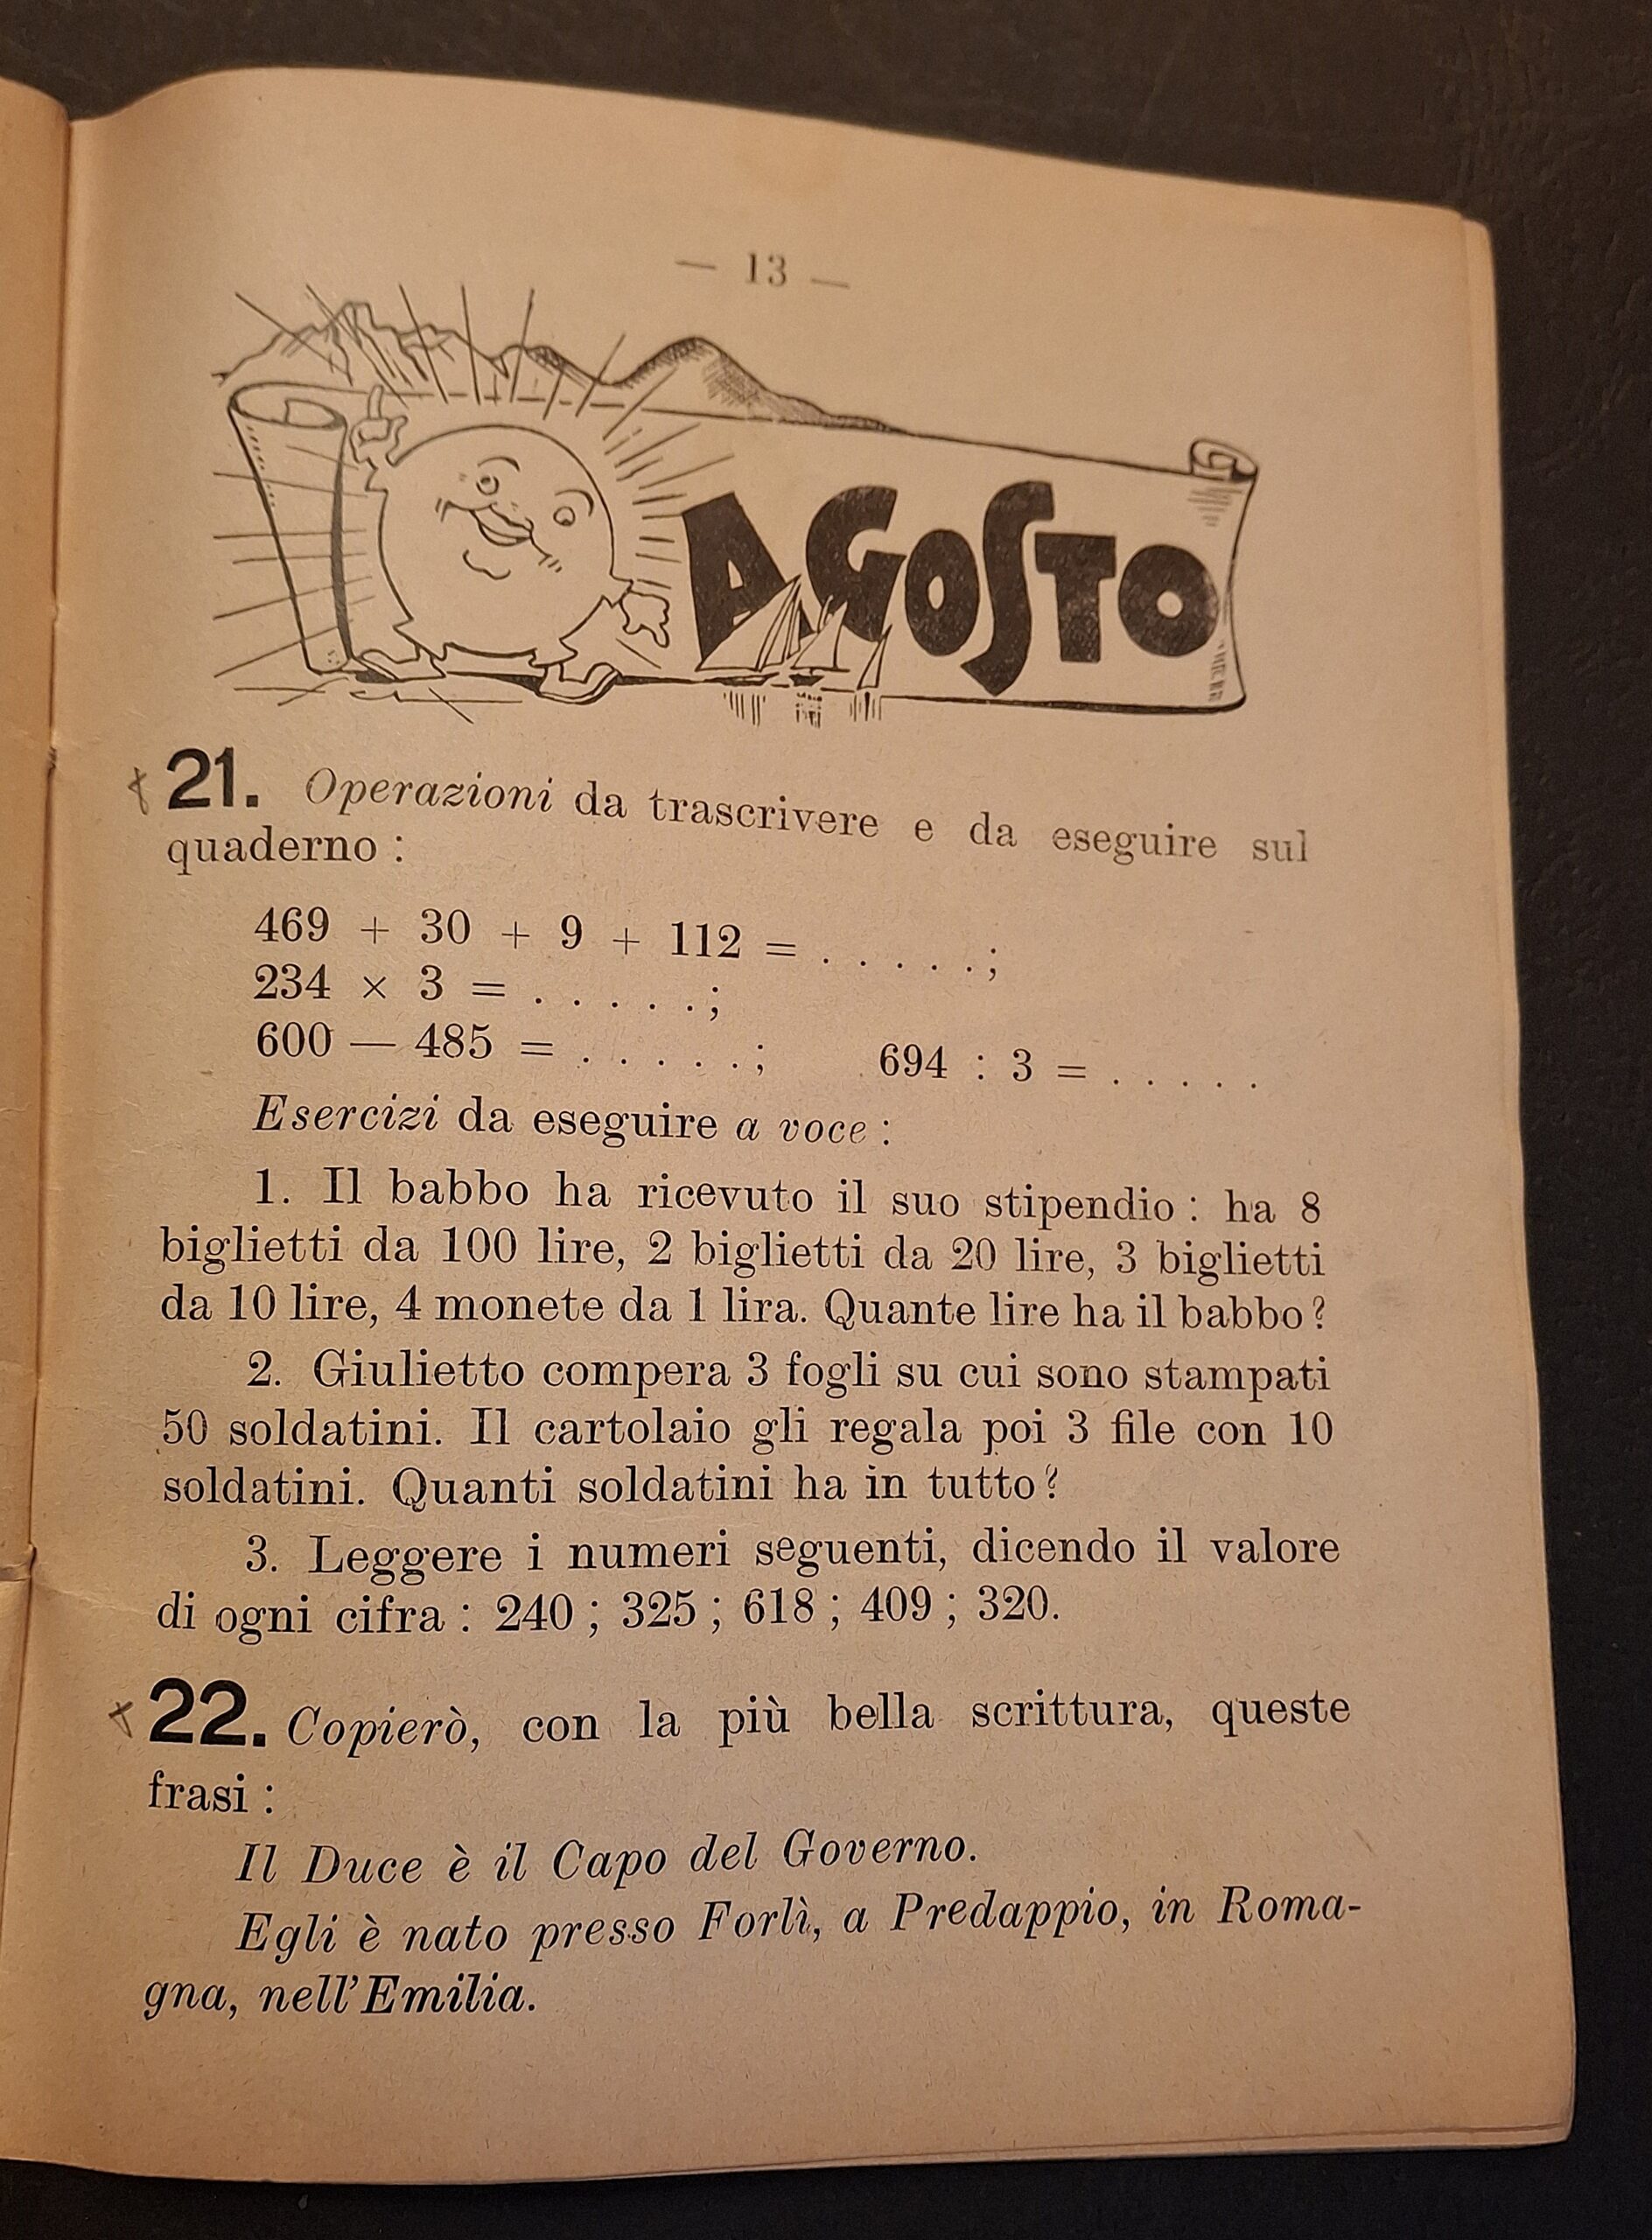 — 13 —
AGOSTO
21. Operazioni da trascrivere e da eseguire sul
quaderno :
469 + 30 + 9 + 112 = . . . . . ;
234 × 3 = . . . . . ;
600 — 485 = . . . . . ; 694 : 3 = . . . . .
Esercizi da eseguire a voce :
1. Il babbo ha ricevuto il suo stipendio : ha 8
biglietti da 100 lire, 2 biglietti da 20 lire, 3 biglietti
da 10 lire, 4 monete da 1 lira. Quante lire ha il babbo ?
2. Giulietto compera 3 fogli su cui sono stampati
50 soldatini. Il cartolaio gli regala poi 3 file con 10
soldatini. Quanti soldatini ha in tutto ?
3. Leggere i numeri seguenti, dicendo il valore
di ogni cifra : 240 ; 325 ; 618 ; 409 ; 320.
22. Copierò, con la più bella scrittura, queste
frasi :
Il Duce è il Capo del Governo.
Egli è nato presso Forlì, a Predappio, in Roma-
gna, nell'Emilia.